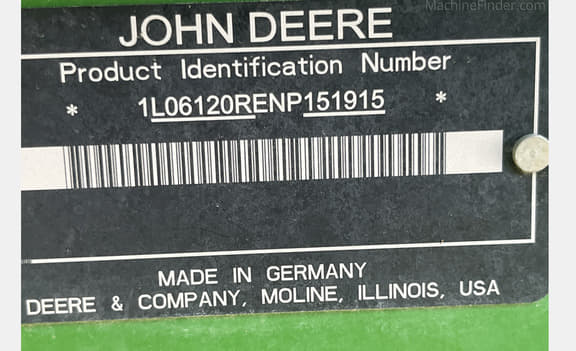 MachineFinder.com
JOHN DEERE
Product Identification Number
* 1L06120RENP151915 *
MADE IN GERMANY
DEERE & COMPANY, MOLINE, ILLINOIS, USA